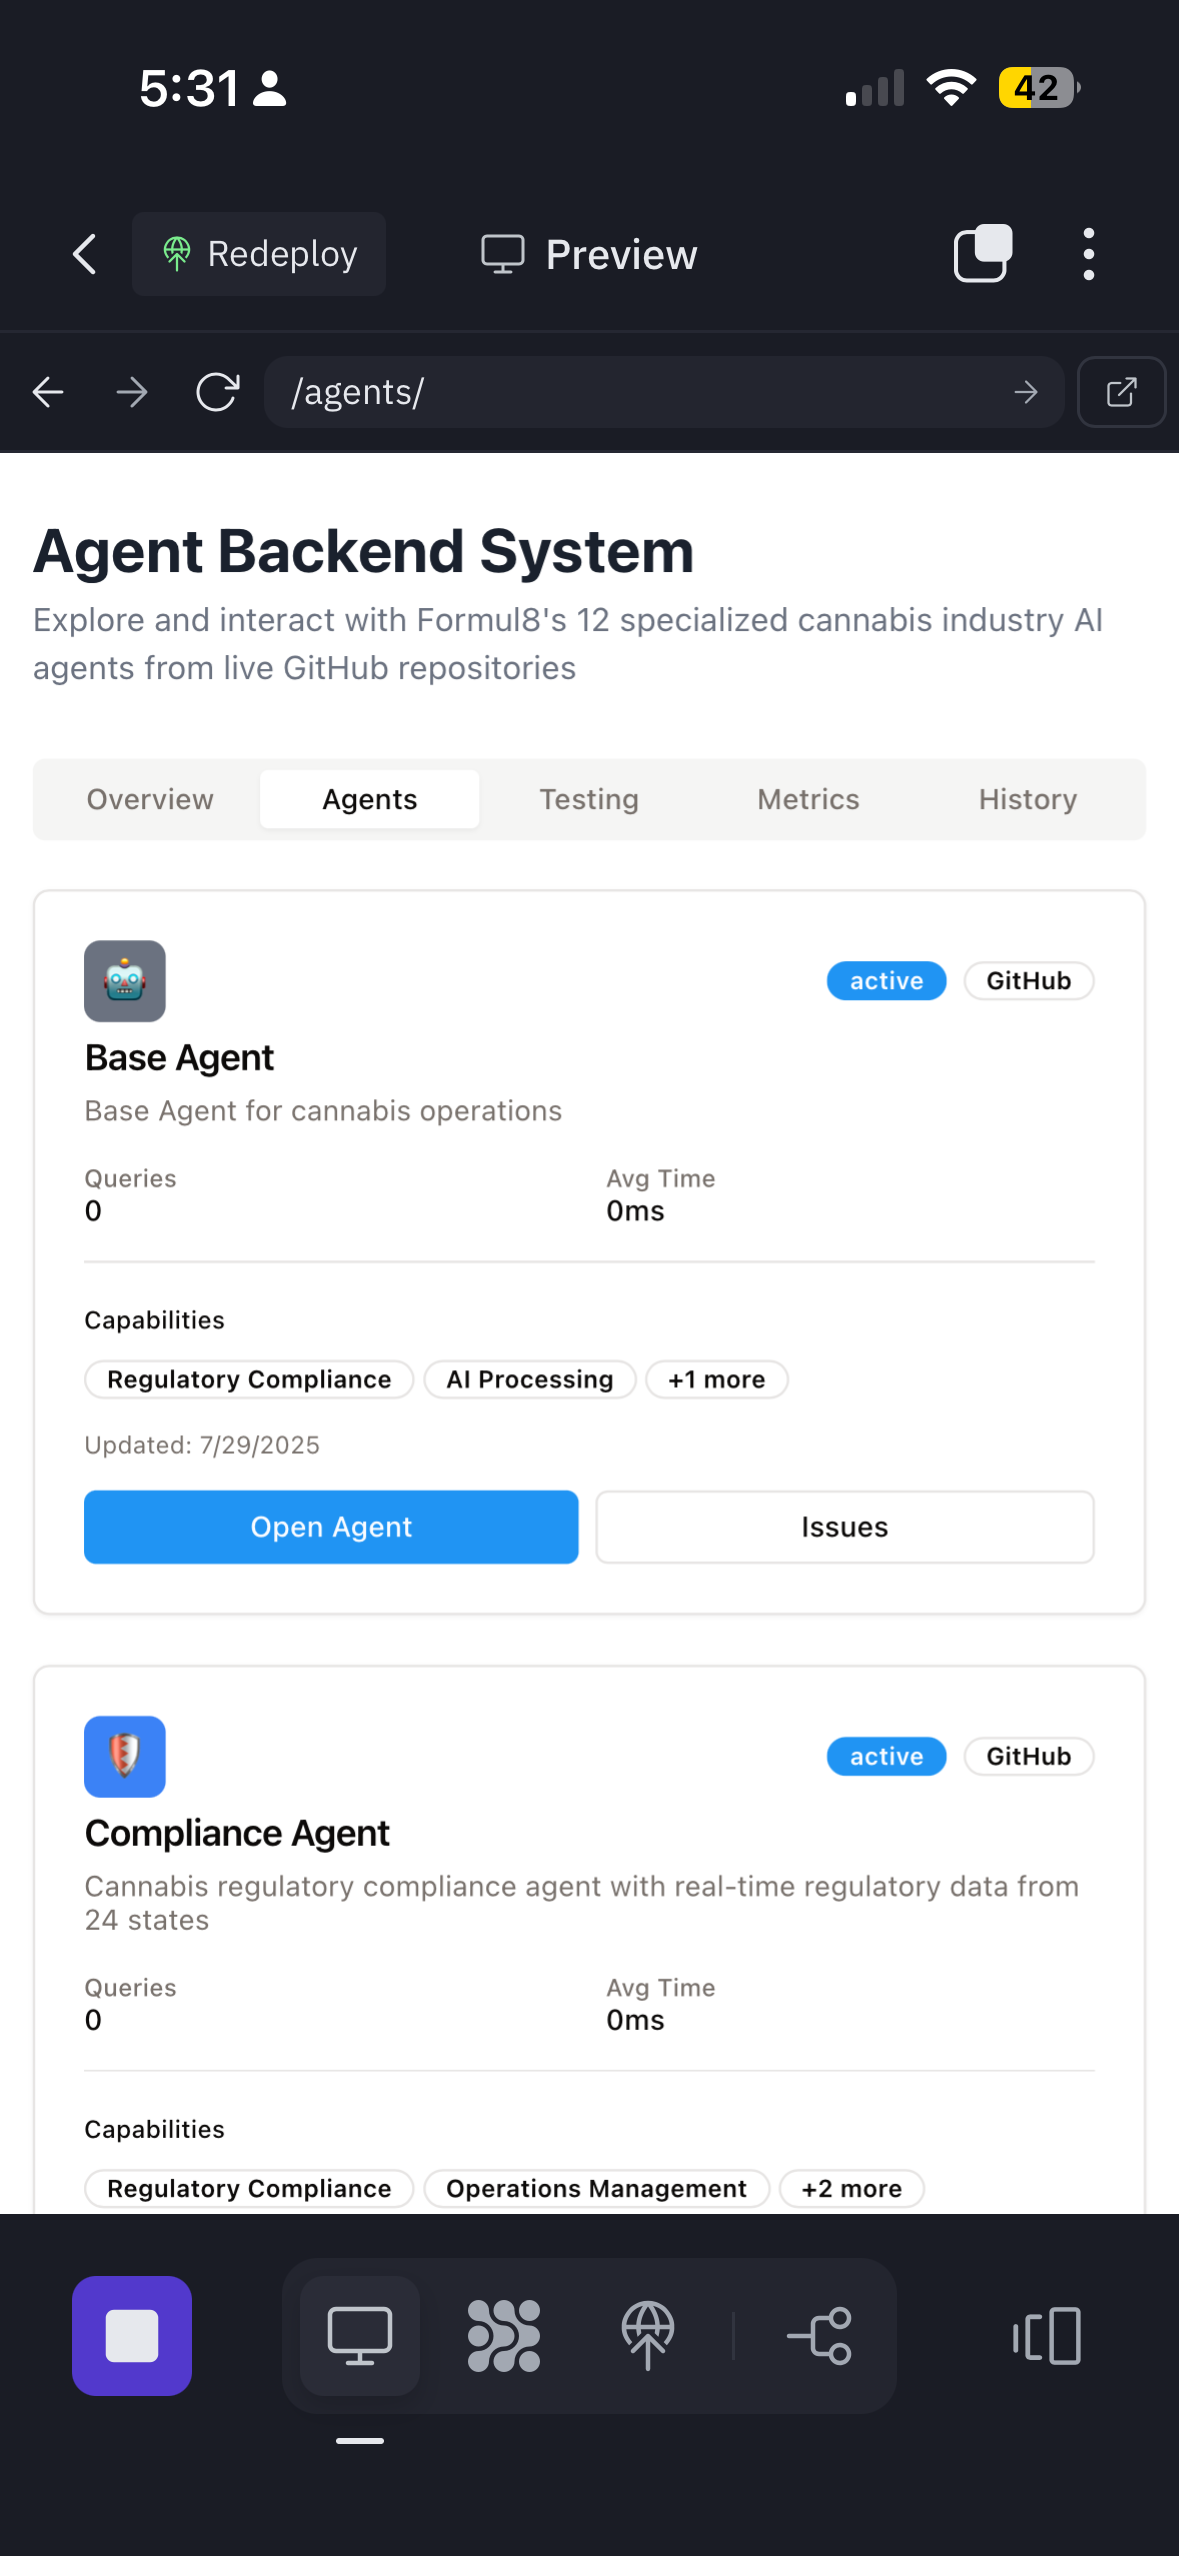 5:31
42
Redeploy
Preview
/agents/
Agent Backend System
Explore and interact with Formul8's 12 specialized cannabis industry AI
agents from live GitHub repositories
Overview
Agents
Testing
Metrics
History
active
GitHub
Base Agent
Base Agent for cannabis operations
Queries
Avg Time
0
0ms
Capabilities
Regulatory Compliance
AI Processing
+1 more
Updated: 7/29/2025
Open Agent
Issues
active
GitHub
Compliance Agent
Cannabis regulatory compliance agent with real-time regulatory data from
24 states
Queries
Avg Time
0
0ms
Capabilities
Regulatory Compliance
Operations Management
+2 more